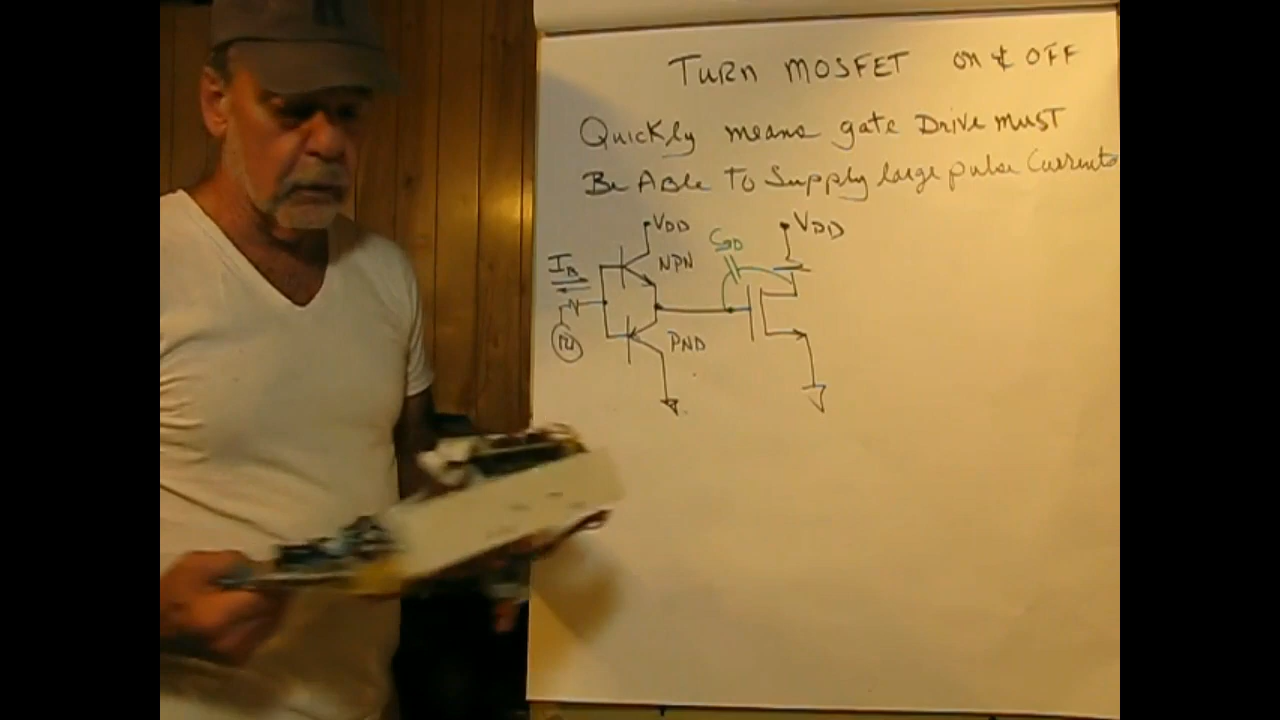 TURN MOSFET ON & OFF
Quickly means gate Drive must
Be Able To Supply large pulse Currents
VDD
VDD
CGD
IB
NPN
PND